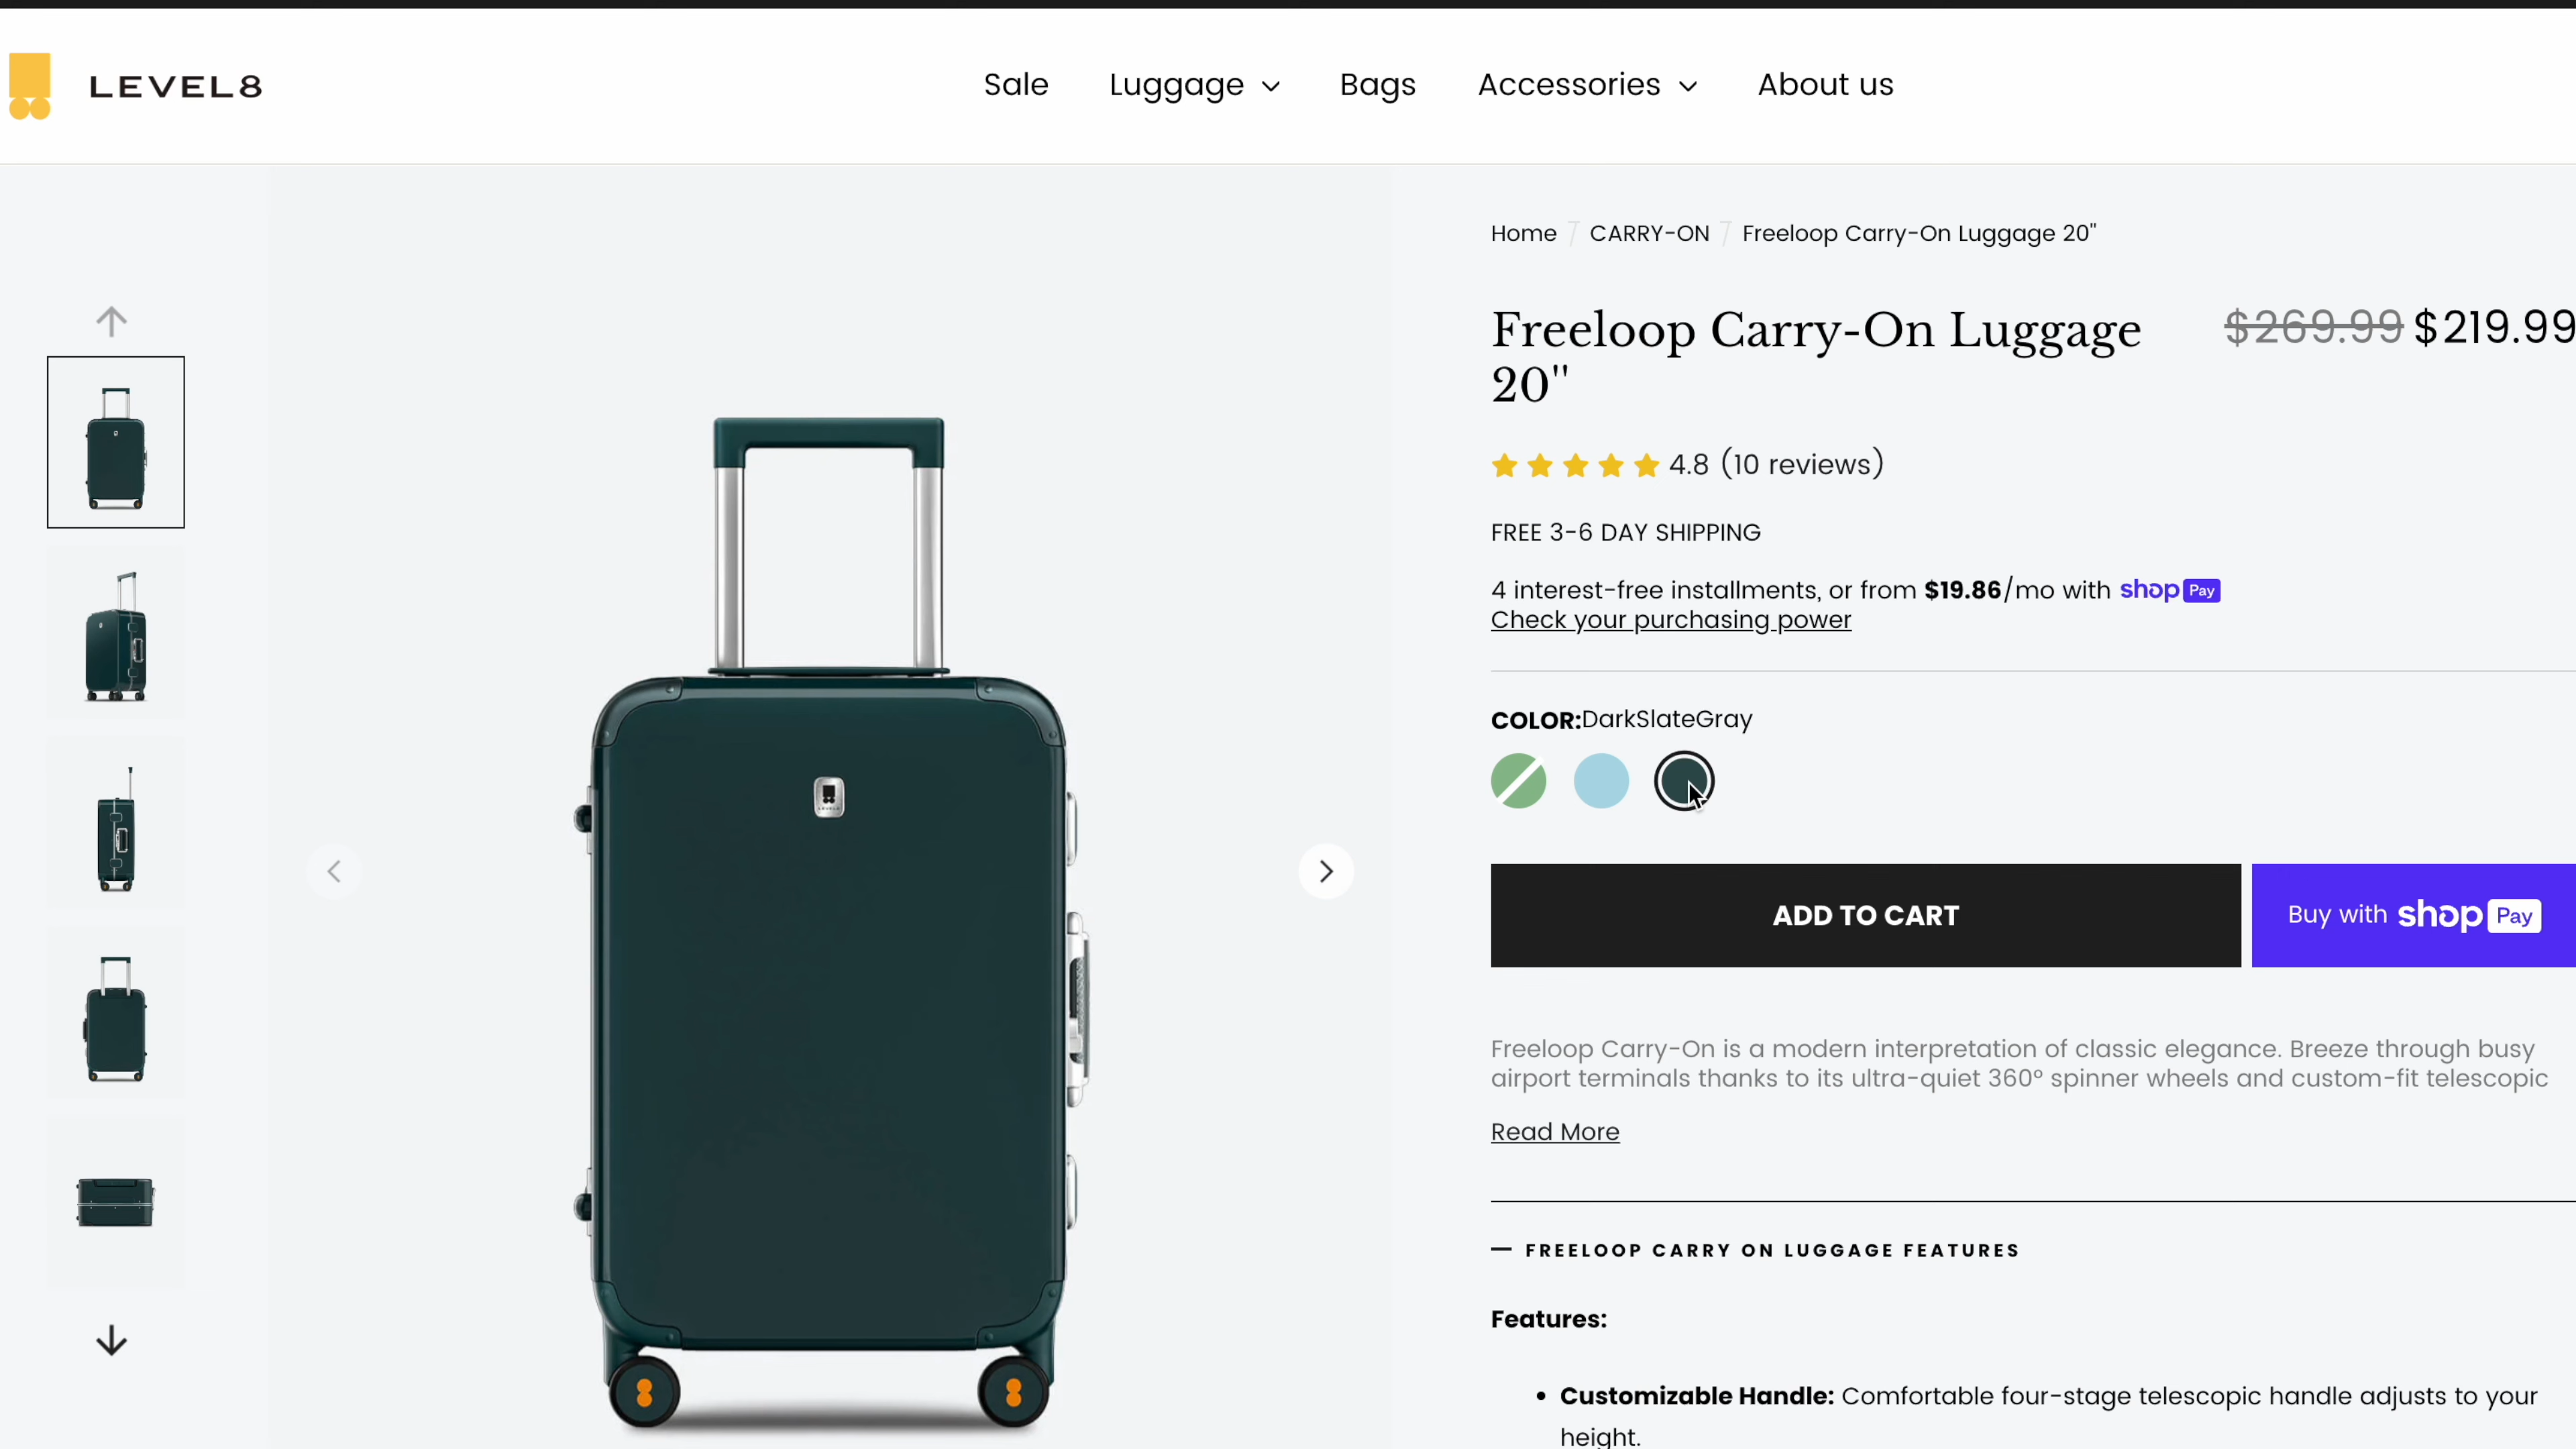 LEVEL8
Sale Luggage Bags Accessories About us
Home / CARRY-ON / Freeloop Carry-On Luggage 20"
Freeloop Carry-On Luggage
20"
$269.99 $219.99
4.8 (10 reviews)
FREE 3-6 DAY SHIPPING
4 interest-free installments, or from $19.86/mo with shop Pay
Check your purchasing power
COLOR:DarkSlateGray
ADD TO CART
Buy with shop Pay
Freeloop Carry-On is a modern interpretation of classic elegance. Breeze through busy
airport terminals thanks to its ultra-quiet 360° spinner wheels and custom-fit telescopic
Read More
— FREELOOP CARRY ON LUGGAGE FEATURES
Features:
• Customizable Handle: Comfortable four-stage telescopic handle adjusts to your
height.
LEVEL8